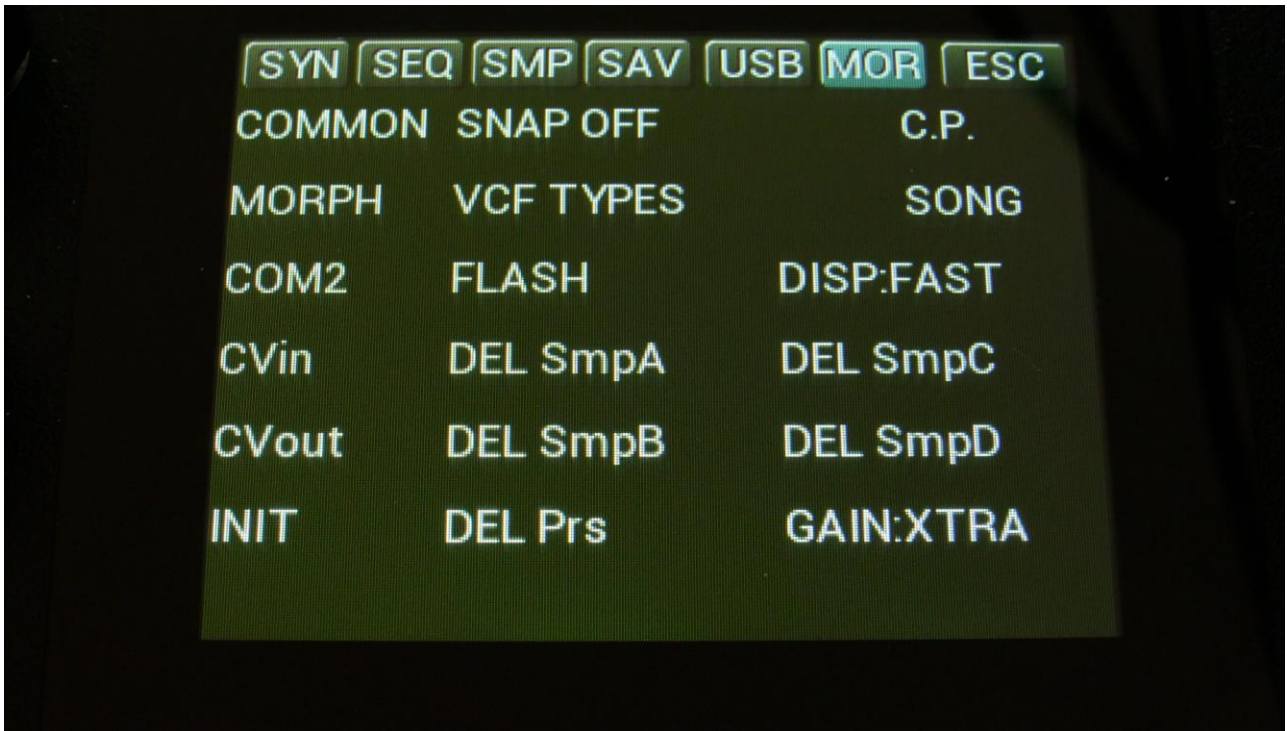 SYN SEQ SMP SAV USB MOR ESC
COMMON SNAP OFF C.P.
MORPH VCF TYPES SONG
COM2 FLASH DISP:FAST
CVin DEL SmpA DEL SmpC
CVout DEL SmpB DEL SmpD
INIT DEL Prs GAIN:XTRA